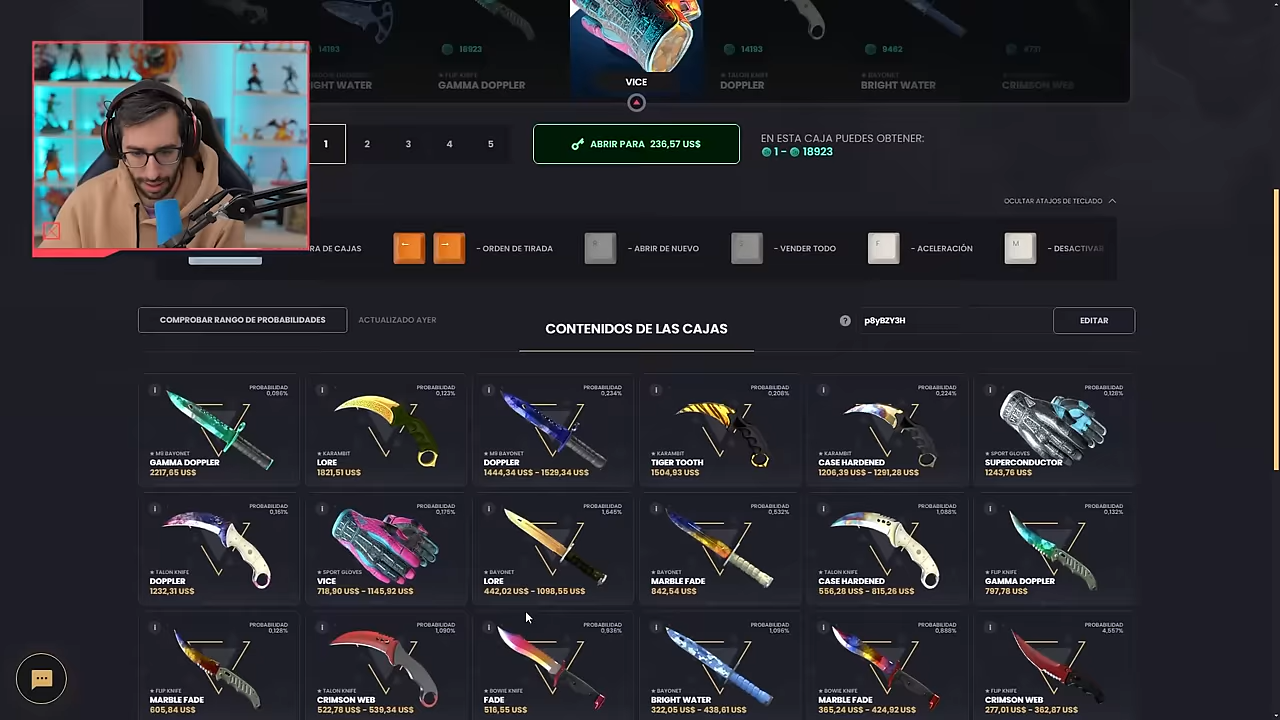 14193
18923
14193
9462
4731
IGHT WATER
FLIP KNIFE
GAMMA DOPPLER
VICE
TALON KNIFE
DOPPLER
BAYONET
BRIGHT WATER
CRIMSON WEB
1
2
3
4
5
ABRIR PARA 236,57 US$
EN ESTA CAJA PUEDES OBTENER:
1 - 18923
OCULTAR ATAJOS DE TECLADO
RA DE CAJAS
- ORDEN DE TIRADA
R
- ABRIR DE NUEVO
S
- VENDER TODO
F
- ACELERACIÓN
M
- DESACTIVAR
COMPROBAR RANGO DE PROBABILIDADES
ACTUALIZADO AYER
CONTENIDOS DE LAS CAJAS
?
p8yBZY3H
EDITAR
PROBABILIDAD
0,096%
★ M9 BAYONET
GAMMA DOPPLER
2217,65 US$
PROBABILIDAD
0,123%
★ KARAMBIT
LORE
1821,51 US$
PROBABILIDAD
0,234%
★ M9 BAYONET
DOPPLER
1444,34 US$ - 1529,34 US$
PROBABILIDAD
0,208%
★ KARAMBIT
TIGER TOOTH
1504,93 US$
PROBABILIDAD
0,224%
★ KARAMBIT
CASE HARDENED
1206,39 US$ - 1291,28 US$
PROBABILIDAD
0,128%
★ SPORT GLOVES
SUPERCONDUCTOR
1243,76 US$
PROBABILIDAD
0,161%
★ TALON KNIFE
DOPPLER
1232,31 US$
PROBABILIDAD
0,175%
★ SPORT GLOVES
VICE
718,90 US$ - 1145,92 US$
PROBABILIDAD
1,645%
★ BAYONET
LORE
442,02 US$ - 1098,55 US$
PROBABILIDAD
0,532%
★ BAYONET
MARBLE FADE
842,54 US$
PROBABILIDAD
1,088%
★ TALON KNIFE
CASE HARDENED
556,28 US$ - 815,26 US$
PROBABILIDAD
0,132%
★ FLIP KNIFE
GAMMA DOPPLER
797,78 US$
PROBABILIDAD
0,128%
★ FLIP KNIFE
MARBLE FADE
605,84 US$
PROBABILIDAD
1,090%
★ TALON KNIFE
CRIMSON WEB
522,78 US$ - 539,34 US$
PROBABILIDAD
0,936%
★ BOWIE KNIFE
FADE
516,55 US$
PROBABILIDAD
1,096%
★ BAYONET
BRIGHT WATER
322,05 US$ - 438,61 US$
PROBABILIDAD
0,888%
★ BOWIE KNIFE
MARBLE FADE
365,24 US$ - 424,92 US$
PROBABILIDAD
4,557%
★ FLIP KNIFE
CRIMSON WEB
277,01 US$ - 362,87 US$